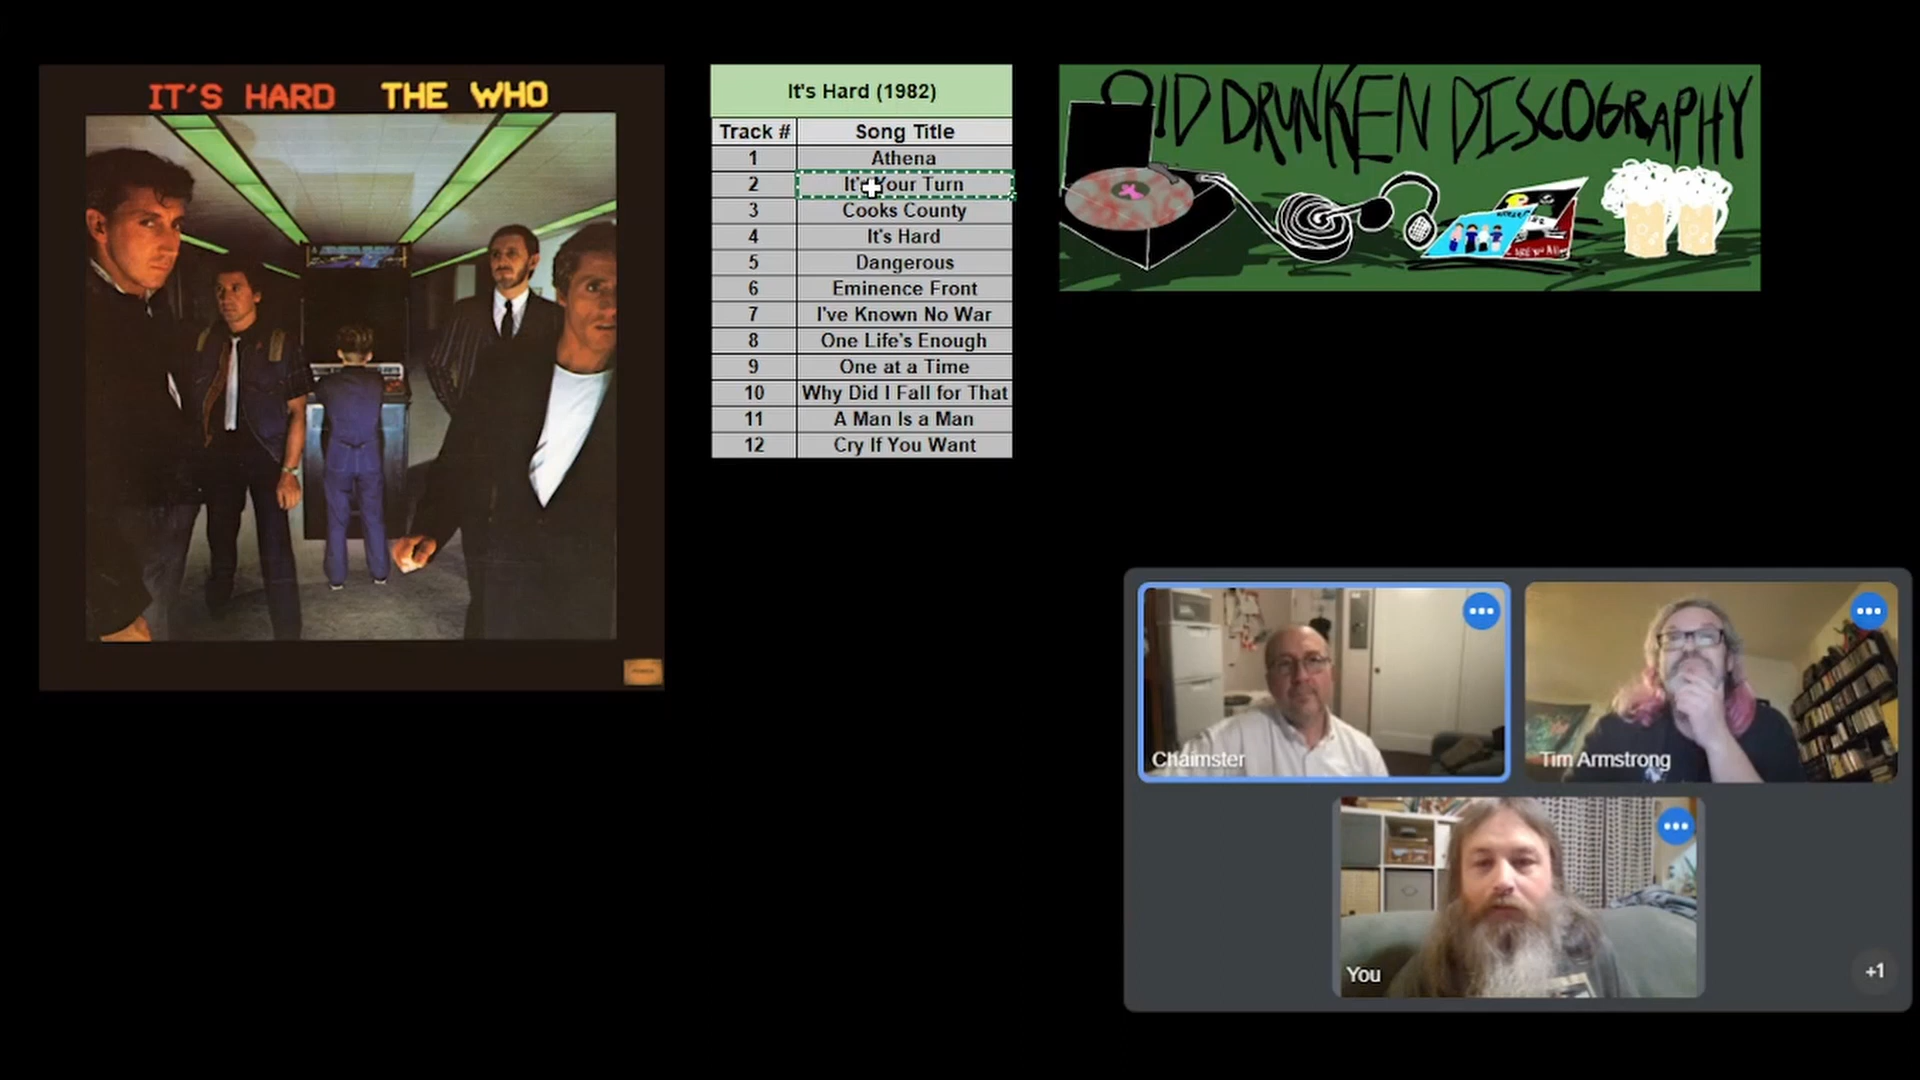 IT'S HARD THE WHO
It's Hard (1982)
Track # Song Title
1 Athena
2 It's Your Turn
3 Cooks County
4 It's Hard
5 Dangerous
6 Eminence Front
7 I've Known No War
8 One Life's Enough
9 One at a Time
10 Why Did I Fall for That
11 A Man Is a Man
12 Cry If You Want
OID DRUNKEN DISCOGRAPHY
Chaimster
Tim Armstrong
You
+1